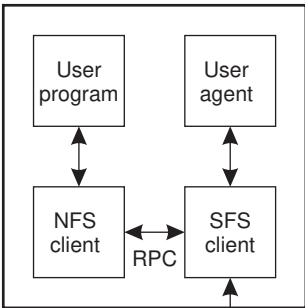 User
program
User
agent
NFS
client
RPC
SFS
client